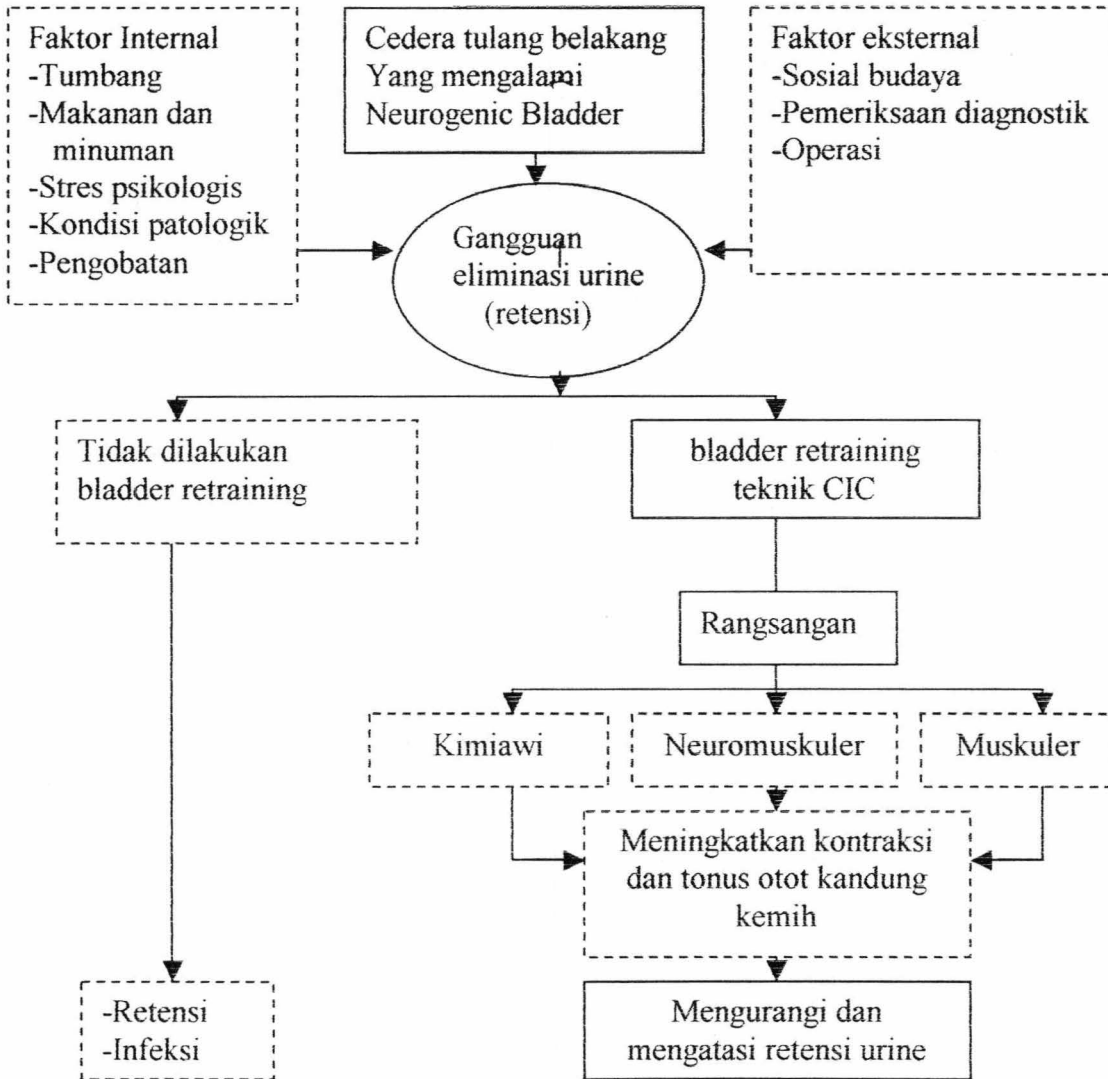 Faktor Internal
-Tumbang
-Makanan dan
minuman
-Stres psikologis
-Kondisi patologik
-Pengobatan
Cedera tulang belakang
Yang mengalami
Neurogenic Bladder
Faktor eksternal
-Sosial budaya
-Pemeriksaan diagnostik
-Operasi
Gangguan
eliminasi urine
(retensi)
Tidak dilakukan
bladder retraining
bladder retraining
teknik CIC
Rangsangan
Kimiawi
Neuromuskuler
Muskuler
Meningkatkan kontraksi
dan tonus otot kandung
kemih
-Retensi
-Infeksi
Mengurangi dan
mengatasi retensi urine